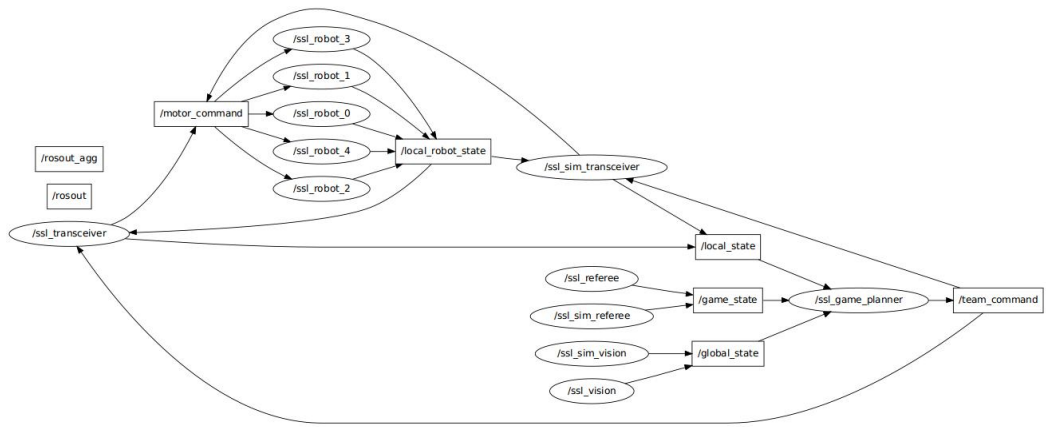 /ssl_robot_3
/ssl_robot_1
/motor_command
/ssl_robot_0
/ssl_robot_4
/local_robot_state
/rosout_agg
/ssl_sim_transceiver
/ssl_robot_2
/rosout
/ssl_transceiver
/local_state
/ssl_referee
/game_state
/ssl_game_planner
/team_command
/ssl_sim_referee
/ssl_sim_vision
/global_state
/ssl_vision